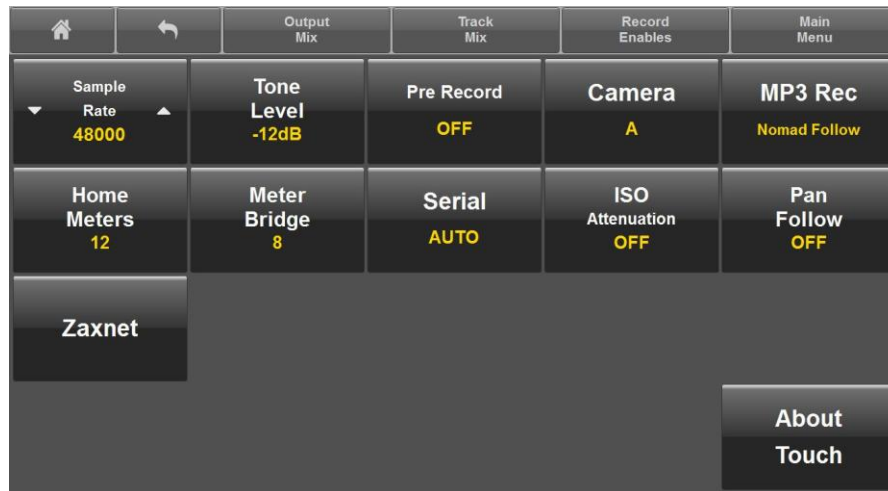 Output
Mix
Track
Mix
Record
Enables
Main
Menu
Sample
Rate
48000
Tone
Level
-12dB
Pre Record
OFF
Camera
A
MP3 Rec
Nomad Follow
Home
Meters
12
Meter
Bridge
8
Serial
AUTO
ISO
Attenuation
OFF
Pan
Follow
OFF
Zaxnet
About
Touch